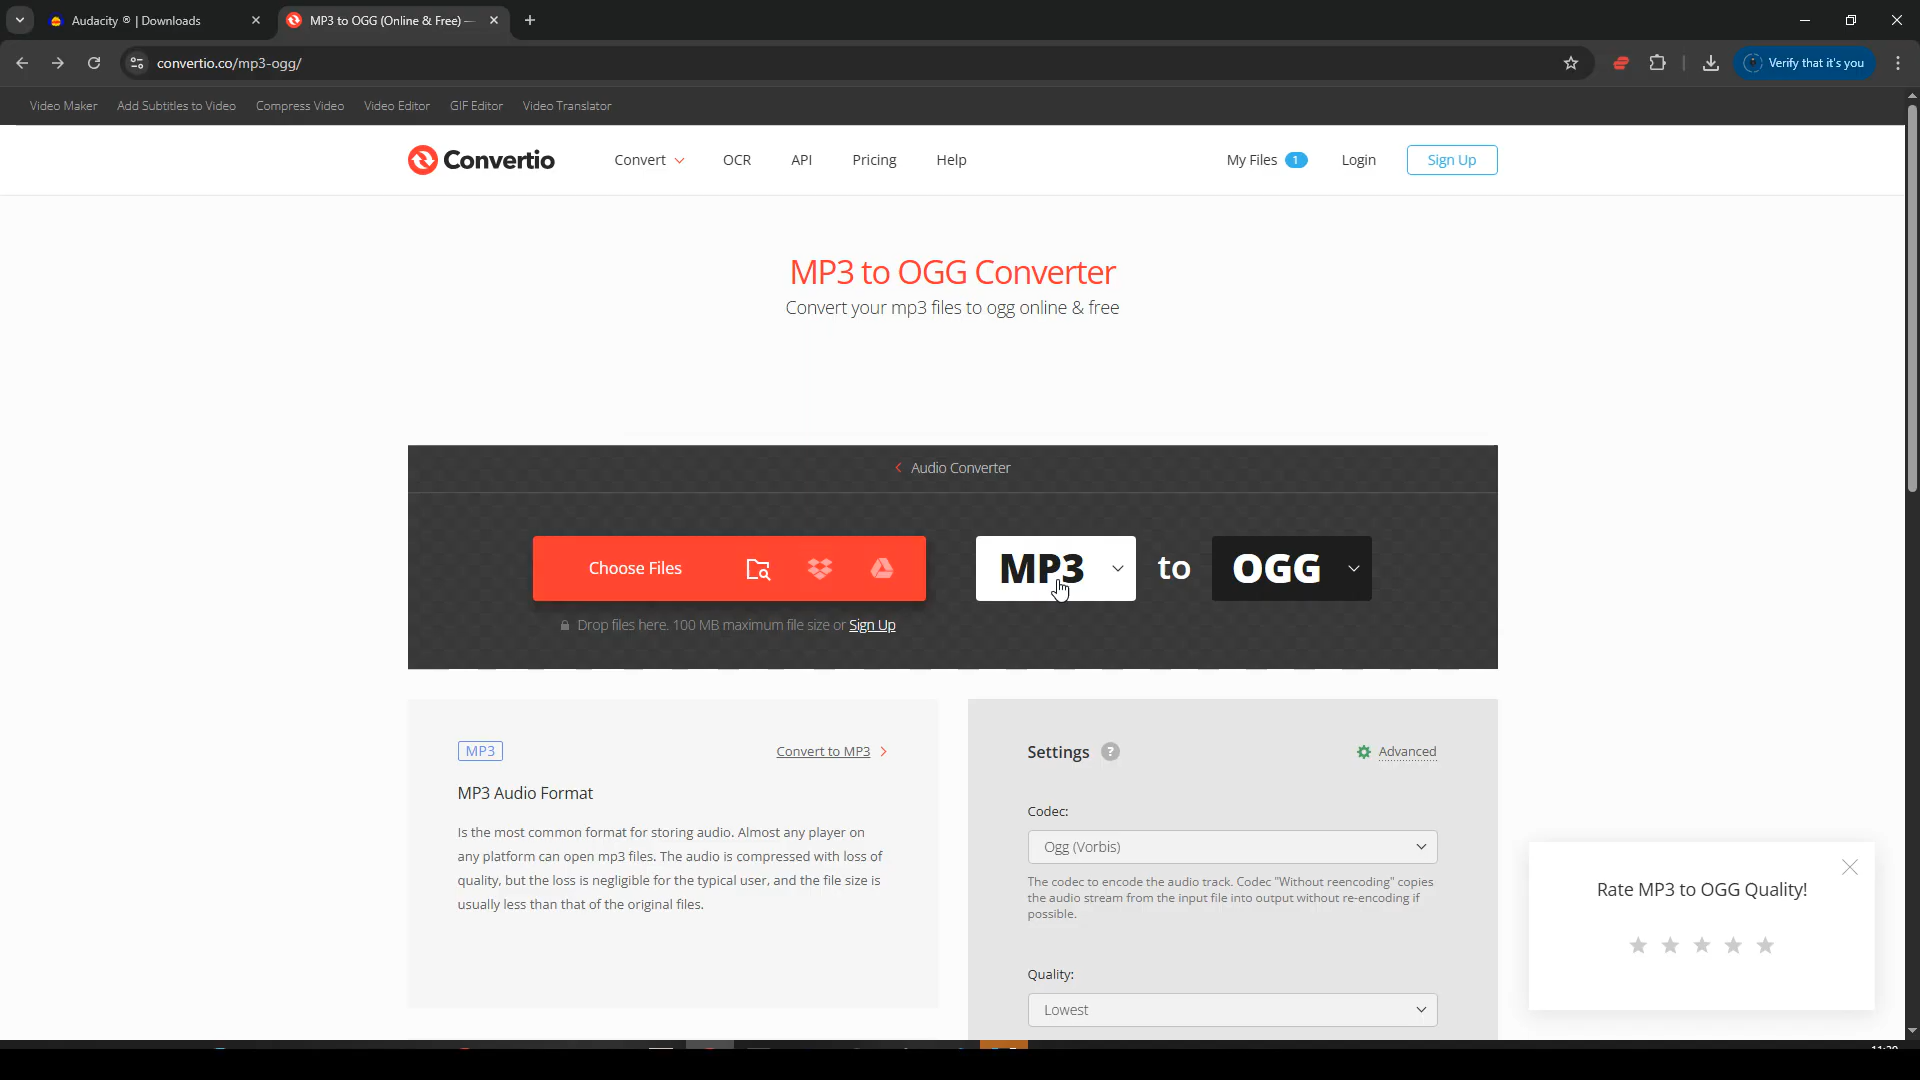 Audacity ® | Downloads
MP3 to OGG (Online & Free) —
convertio.co/mp3-ogg/
Verify that it's you
Video Maker Add Subtitles to Video Compress Video Video Editor GIF Editor Video Translator
Convertio
Convert OCR API Pricing Help
My Files 1 Login Sign Up
MP3 to OGG Converter
Convert your mp3 files to ogg online & free
Audio Converter
Choose Files
MP3 to OGG
Drop files here. 100 MB maximum file size or Sign Up
MP3
Convert to MP3
MP3 Audio Format
Is the most common format for storing audio. Almost any player on
any platform can open mp3 files. The audio is compressed with loss of
quality, but the loss is negligible for the typical user, and the file size is
usually less than that of the original files.
Settings ?
Advanced
Codec:
Ogg (Vorbis)
The codec to encode the audio track. Codec "Without reencoding" copies
the audio stream from the input file into output without re-encoding if
possible.
Quality:
Lowest
Rate MP3 to OGG Quality!